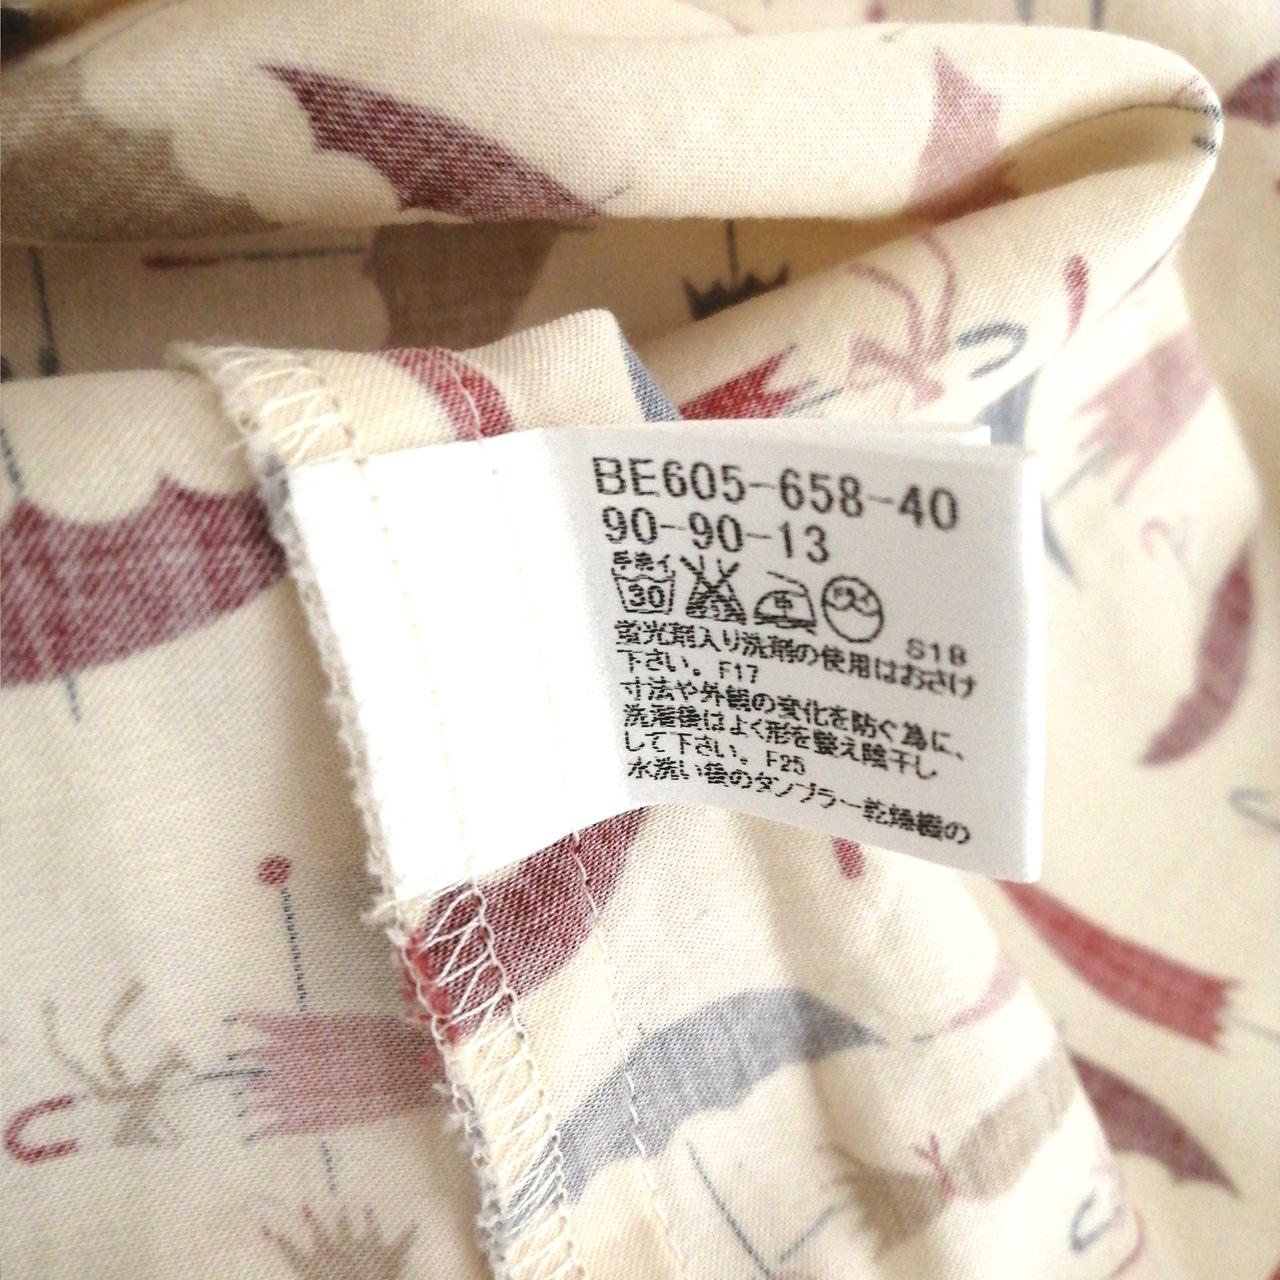 BE605-658-40
90-90-13
手洗イ
30
中
S18
蛍光剤入り洗剤の使用はおさけ
下さい。F17
寸法や外観の変化を防ぐ為に、
洗濯後はよく形を整え陰干し
して下さい。F25
水洗い後のタンブラー乾燥機の